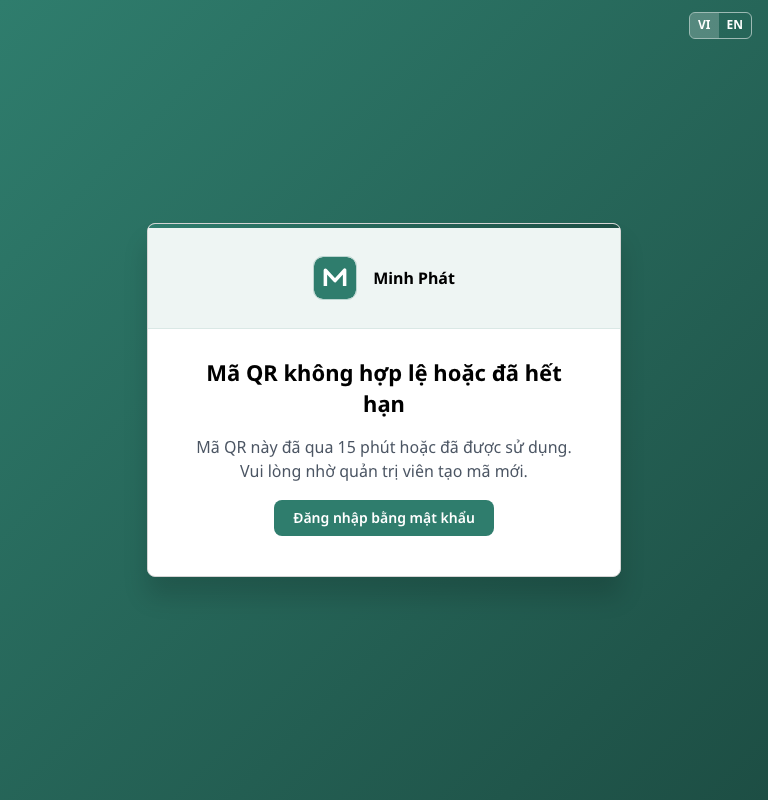 VI EN
Minh Phát
Mã QR không hợp lệ hoặc đã hết
hạn
Mã QR này đã qua 15 phút hoặc đã được sử dụng.
Vui lòng nhờ quản trị viên tạo mã mới.
Đăng nhập bằng mật khẩu